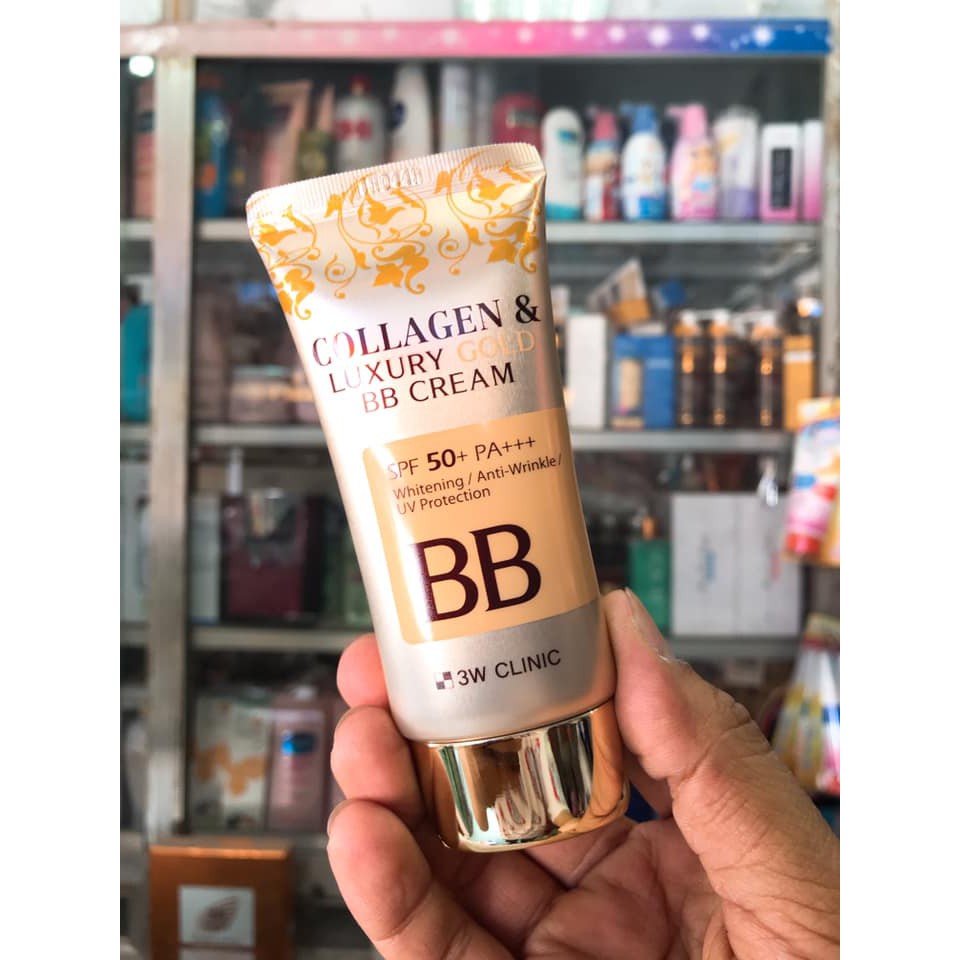 COLLAGEN &
LUXURY GOLD
BB CREAM
SPF 50+ PA+++
Whitening / Anti-Wrinkle /
UV Protection
BB
3W CLINIC